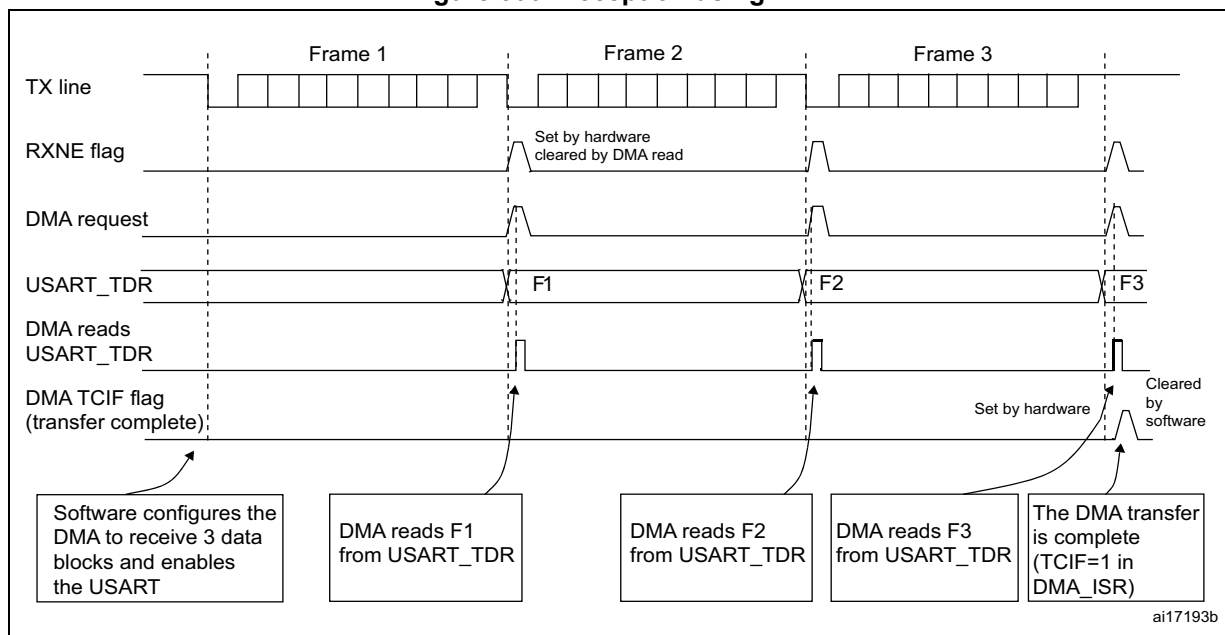 Frame 1
Frame 2
Frame 3
TX line
RXNE flag
Set by hardware
cleared by DMA read
DMA request
USART_TDR
F1
F2
F3
DMA reads
USART_TDR
DMA TCIF flag
(transfer complete)
Set by hardware
Cleared
by
software
Software configures the
DMA to receive 3 data
blocks and enables
the USART
DMA reads F1
from USART_TDR
DMA reads F2
from USART_TDR
DMA reads F3
from USART_TDR
The DMA transfer
is complete
(TCIF=1 in
DMA_ISR)
ai17193b